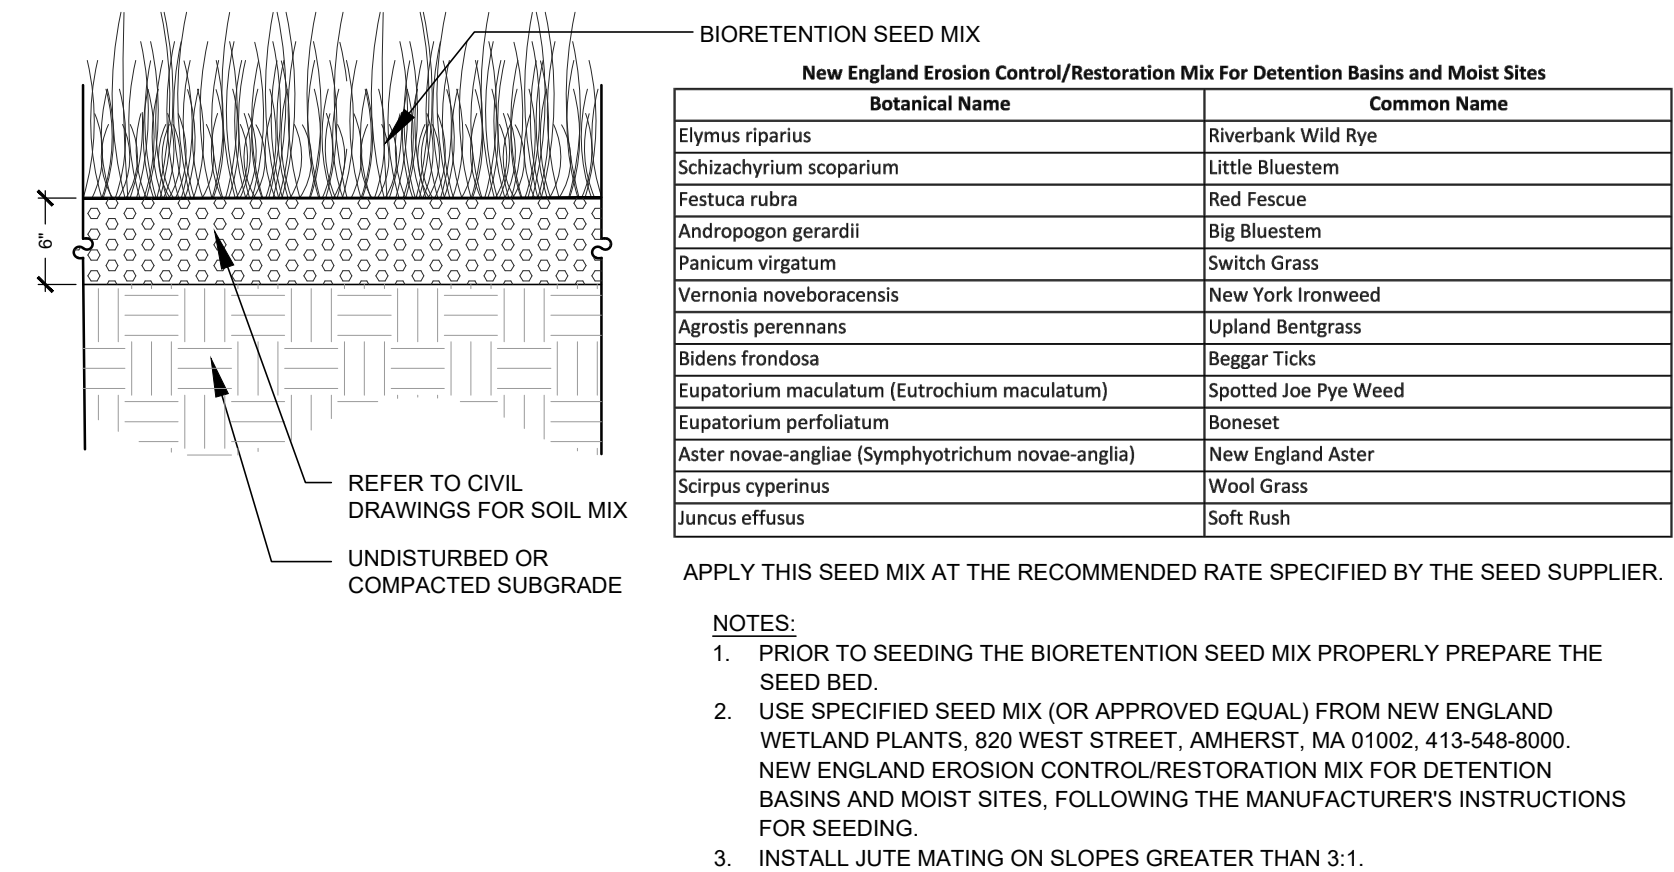 BIORETENTION SEED MIX
New England Erosion Control/Restoration Mix For Detention Basins and Moist Sites
Botanical Name Common Name
Elymus riparius Riverbank Wild Rye
Schizachyrium scoparium Little Bluestem
Festuca rubra Red Fescue
Andropogon gerardii Big Bluestem
Panicum virgatum Switch Grass
Vernonia noveboracensis New York Ironweed
Agrostis perennans Upland Bentgrass
Bidens frondosa Beggar Ticks
Eupatorium maculatum (Eutrochium maculatum) Spotted Joe Pye Weed
Eupatorium perfoliatum Boneset
Aster novae-angliae (Symphyotrichum novae-anglia) New England Aster
Scirpus cyperinus Wool Grass
Juncus effusus Soft Rush
6"
REFER TO CIVIL
DRAWINGS FOR SOIL MIX
UNDISTURBED OR
COMPACTED SUBGRADE
APPLY THIS SEED MIX AT THE RECOMMENDED RATE SPECIFIED BY THE SEED SUPPLIER.
NOTES:
1. PRIOR TO SEEDING THE BIORETENTION SEED MIX PROPERLY PREPARE THE
SEED BED.
2. USE SPECIFIED SEED MIX (OR APPROVED EQUAL) FROM NEW ENGLAND
WETLAND PLANTS, 820 WEST STREET, AMHERST, MA 01002, 413-548-8000.
NEW ENGLAND EROSION CONTROL/RESTORATION MIX FOR DETENTION
BASINS AND MOIST SITES, FOLLOWING THE MANUFACTURER'S INSTRUCTIONS
FOR SEEDING.
3. INSTALL JUTE MATING ON SLOPES GREATER THAN 3:1.